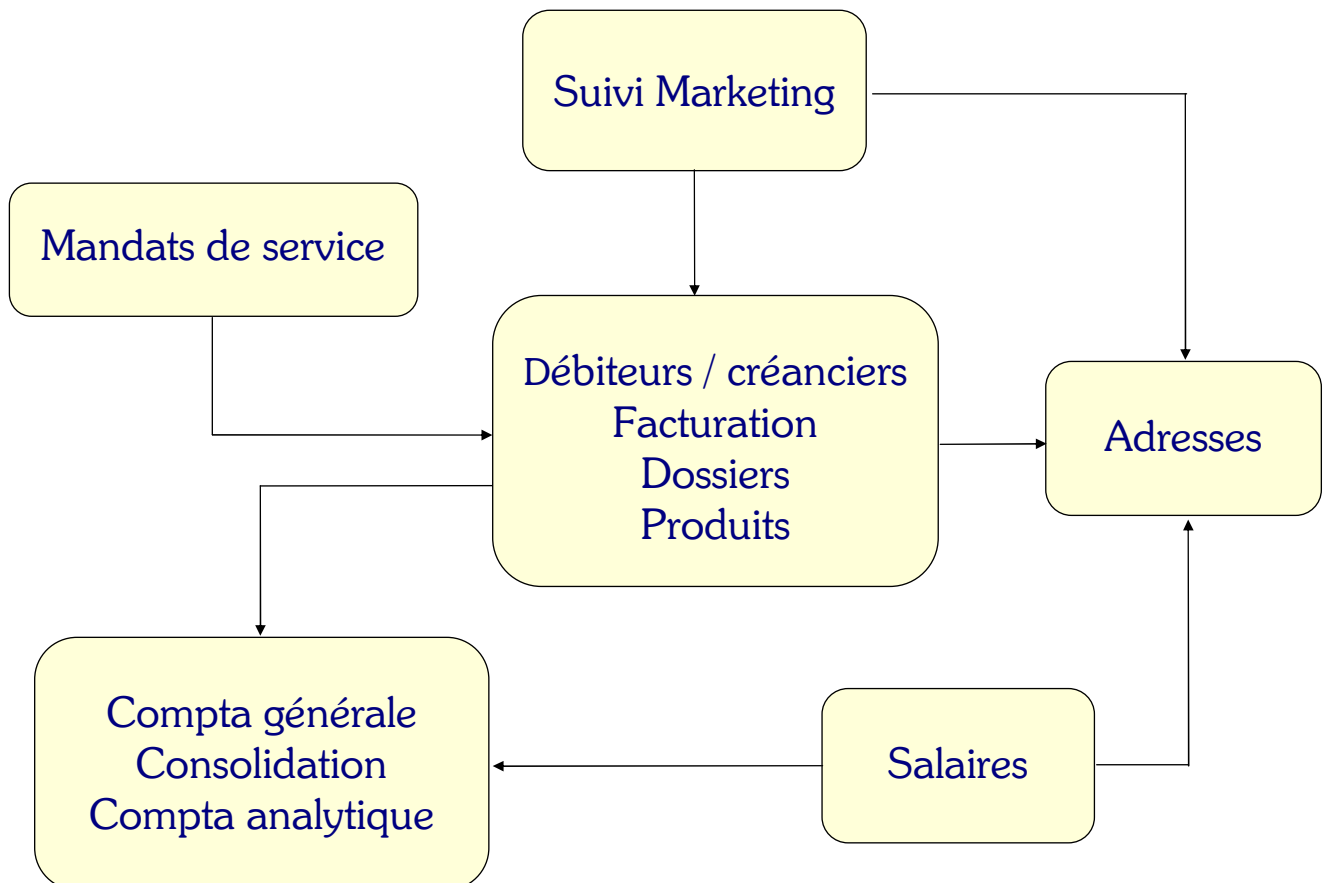 Suivi Marketing
Mandats de service
Débiteurs / créanciers
Facturation
Dossiers
Produits
Adresses
Compta générale
Consolidation
Compta analytique
Salaires